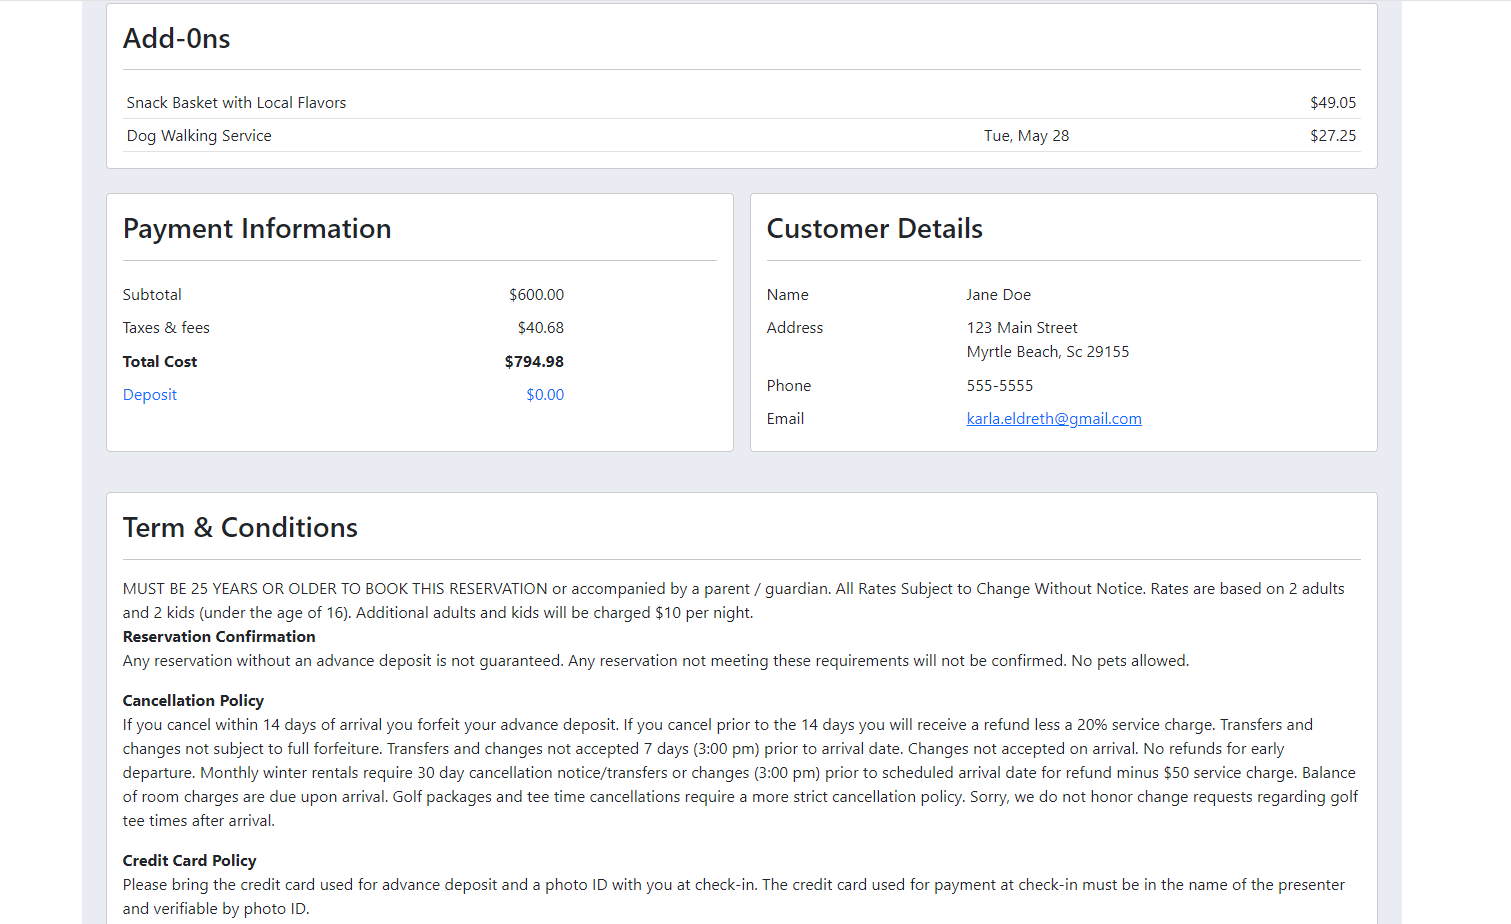 Add-0ns
Snack Basket with Local Flavors $49.05
Dog Walking Service Tue, May 28 $27.25
Payment Information
Subtotal $600.00
Taxes & fees $40.68
Total Cost $794.98
Deposit $0.00
Customer Details
Name Jane Doe
Address 123 Main Street
Myrtle Beach, Sc 29155
Phone 555-5555
Email karla.eldreth@gmail.com
Term & Conditions
MUST BE 25 YEARS OR OLDER TO BOOK THIS RESERVATION or accompanied by a parent / guardian. All Rates Subject to Change Without Notice. Rates are based on 2 adults
and 2 kids (under the age of 16). Additional adults and kids will be charged $10 per night.
Reservation Confirmation
Any reservation without an advance deposit is not guaranteed. Any reservation not meeting these requirements will not be confirmed. No pets allowed.
Cancellation Policy
If you cancel within 14 days of arrival you forfeit your advance deposit. If you cancel prior to the 14 days you will receive a refund less a 20% service charge. Transfers and
changes not subject to full forfeiture. Transfers and changes not accepted 7 days (3:00 pm) prior to arrival date. Changes not accepted on arrival. No refunds for early
departure. Monthly winter rentals require 30 day cancellation notice/transfers or changes (3:00 pm) prior to scheduled arrival date for refund minus $50 service charge. Balance
of room charges are due upon arrival. Golf packages and tee time cancellations require a more strict cancellation policy. Sorry, we do not honor change requests regarding golf
tee times after arrival.
Credit Card Policy
Please bring the credit card used for advance deposit and a photo ID with you at check-in. The credit card used for payment at check-in must be in the name of the presenter
and verifiable by photo ID.